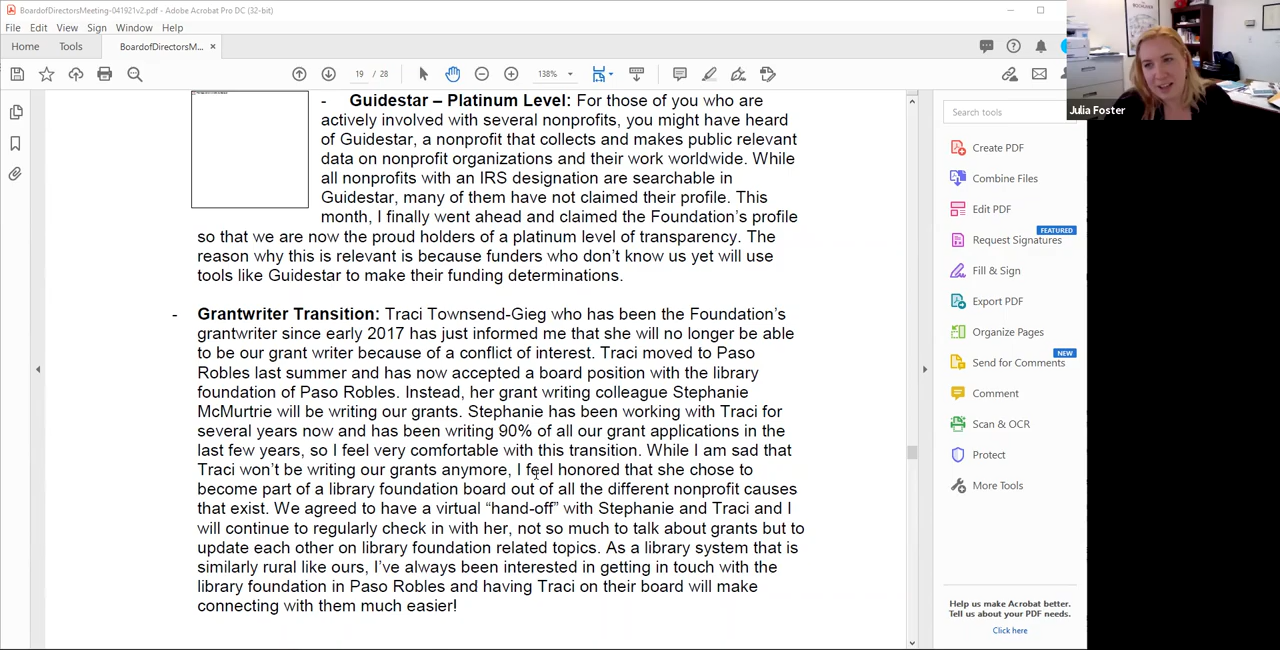 BoardofDirectorsMeeting-041921v2.pdf - Adobe Acrobat Pro DC (32-bit)
File Edit View Sign Window Help
Home Tools BoardofDirectorsM... ×
19 / 28 138%
Julia Foster
- Guidestar – Platinum Level: For those of you who are
actively involved with several nonprofits, you might have heard
of Guidestar, a nonprofit that collects and makes public relevant
data on nonprofit organizations and their work worldwide. While
all nonprofits with an IRS designation are searchable in
Guidestar, many of them have not claimed their profile. This
month, I finally went ahead and claimed the Foundation's profile
so that we are now the proud holders of a platinum level of transparency. The
reason why this is relevant is because funders who don't know us yet will use
tools like Guidestar to make their funding determinations.
- Grantwriter Transition: Traci Townsend-Gieg who has been the Foundation's
grantwriter since early 2017 has just informed me that she will no longer be able
to be our grant writer because of a conflict of interest. Traci moved to Paso
Robles last summer and has now accepted a board position with the library
foundation of Paso Robles. Instead, her grant writing colleague Stephanie
McMurtrie will be writing our grants. Stephanie has been working with Traci for
several years now and has been writing 90% of all our grant applications in the
last few years, so I feel very comfortable with this transition. While I am sad that
Traci won't be writing our grants anymore, I feel honored that she chose to
become part of a library foundation board out of all the different nonprofit causes
that exist. We agreed to have a virtual "hand-off" with Stephanie and Traci and I
will continue to regularly check in with her, not so much to talk about grants but to
update each other on library foundation related topics. As a library system that is
similarly rural like ours, I've always been interested in getting in touch with the
library foundation in Paso Robles and having Traci on their board will make
connecting with them much easier!
Search tools
Create PDF
Combine Files
Edit PDF
FEATURED
Request Signatures
Fill & Sign
Export PDF
Organize Pages
NEW
Send for Comments
Comment
Scan & OCR
Protect
More Tools
Help us make Acrobat better.
Tell us about your PDF needs.
Click here